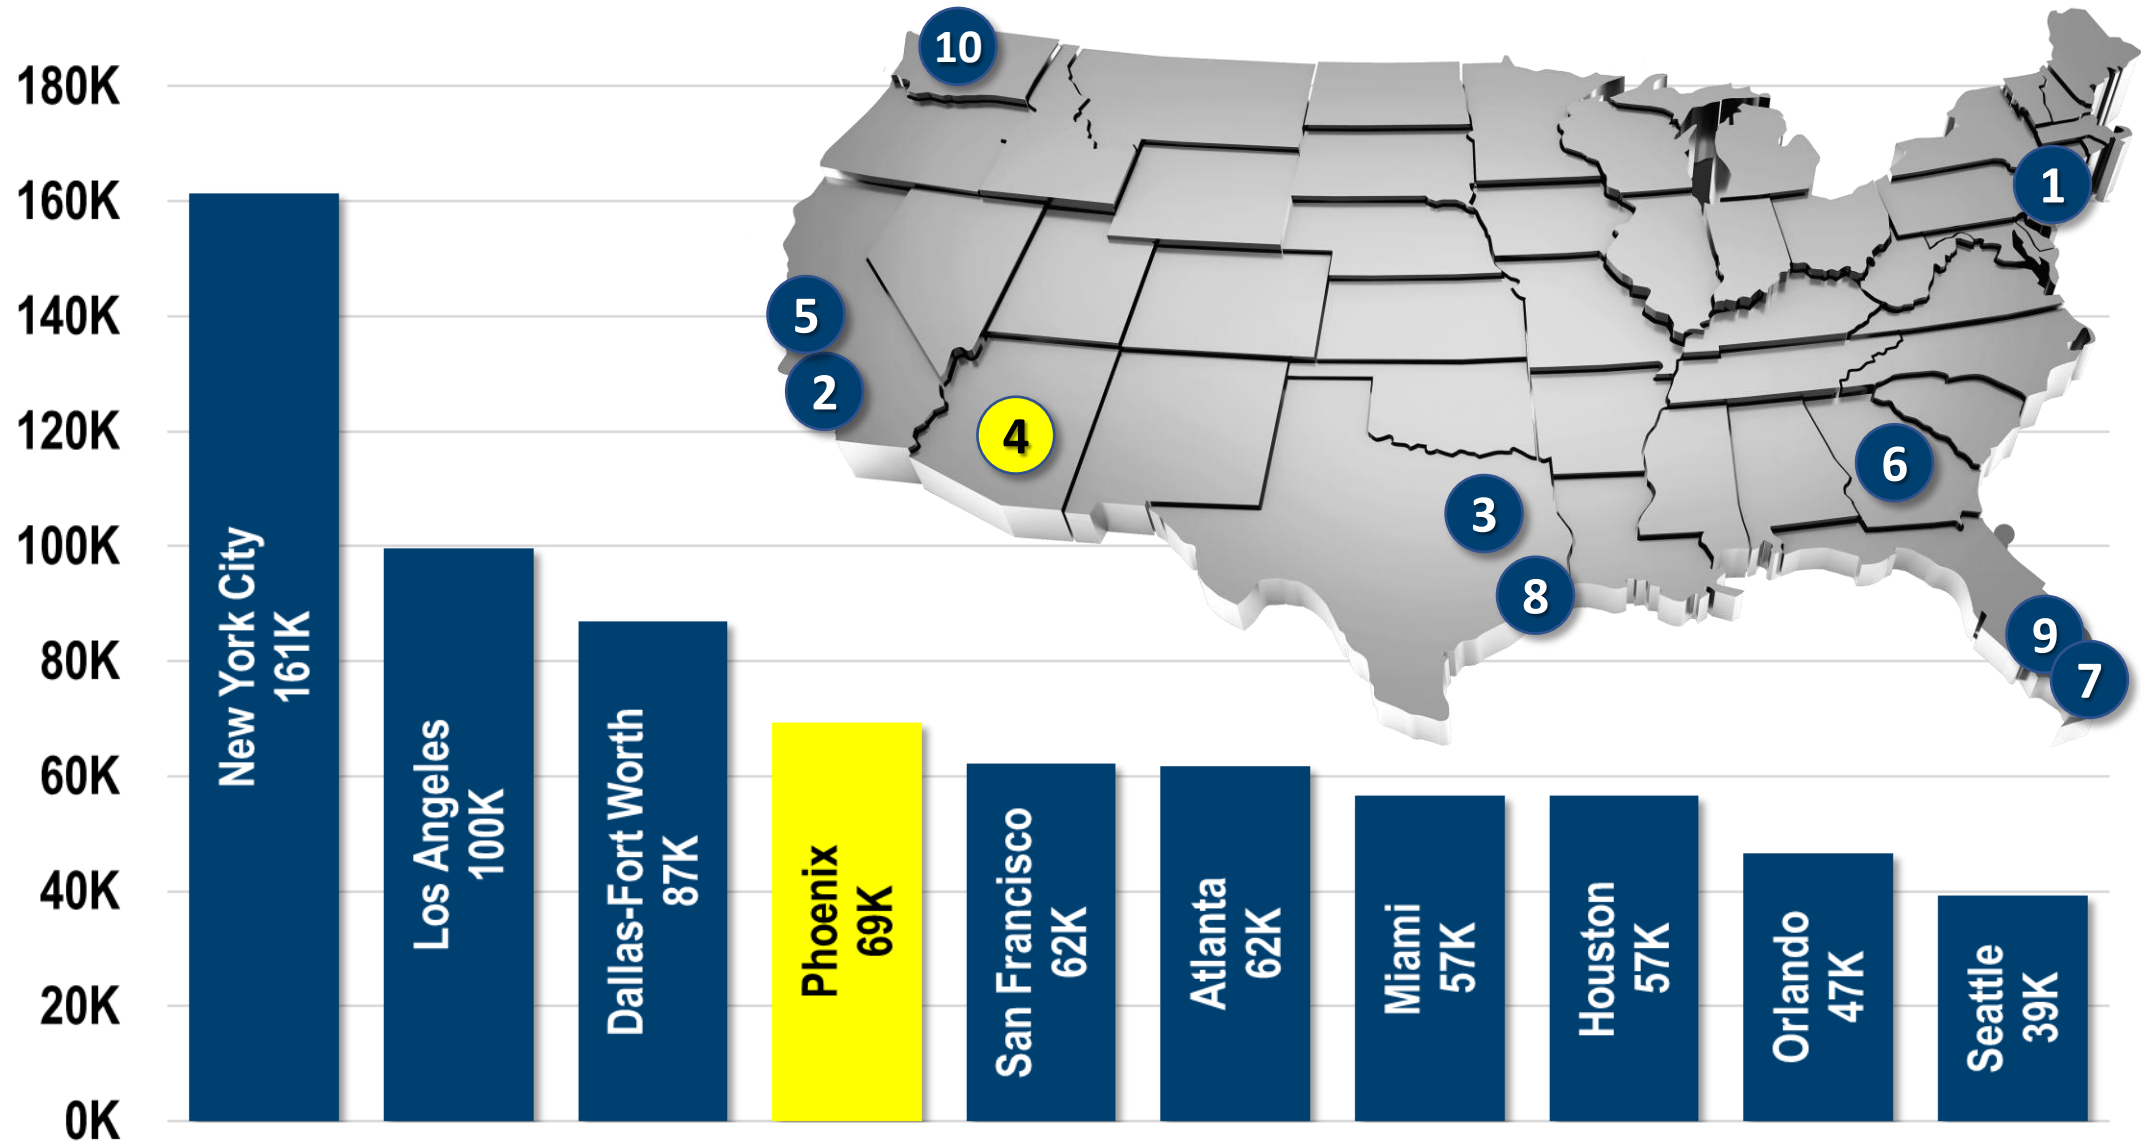 180K
160K
140K
120K
100K
80K
60K
40K
20K
0K
New York City
161K
Los Angeles
100K
Dallas-Fort Worth
87K
Phoenix
69K
San Francisco
62K
Atlanta
62K
Miami
57K
Houston
57K
Orlando
47K
Seattle
39K
10
1
5
2
4
6
3
8
9
7